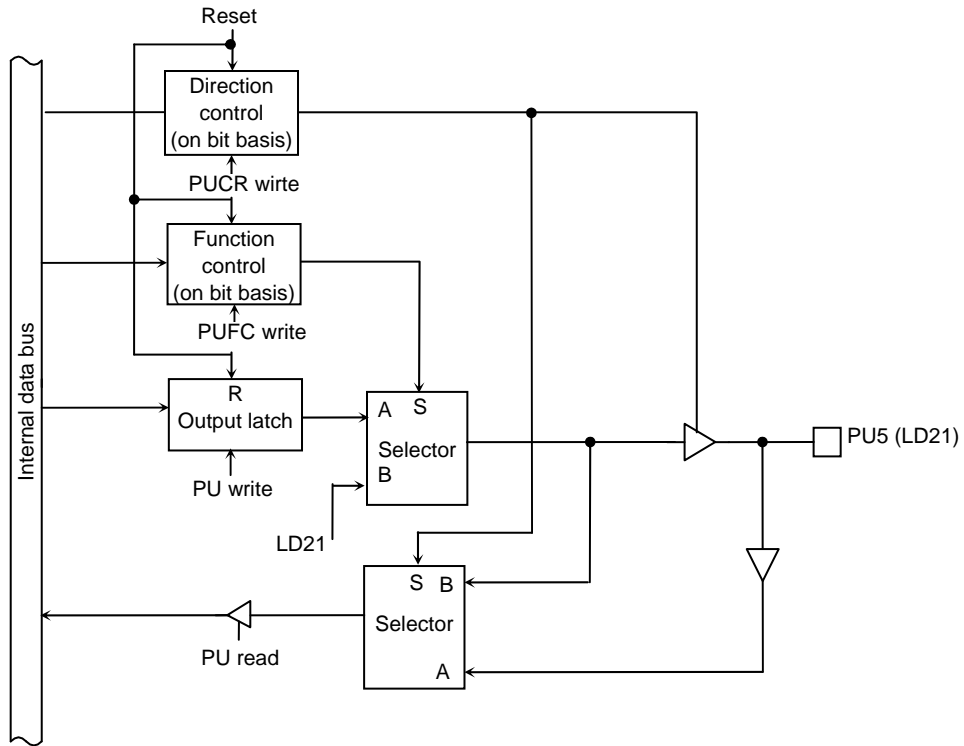 Reset
Direction
control
(on bit basis)
PUCR wirte
Function
control
(on bit basis)
PUFC write
Internal data bus
R
Output latch
PU write
A
S
Selector
B
LD21
PU5 (LD21)
S
B
Selector
A
PU read